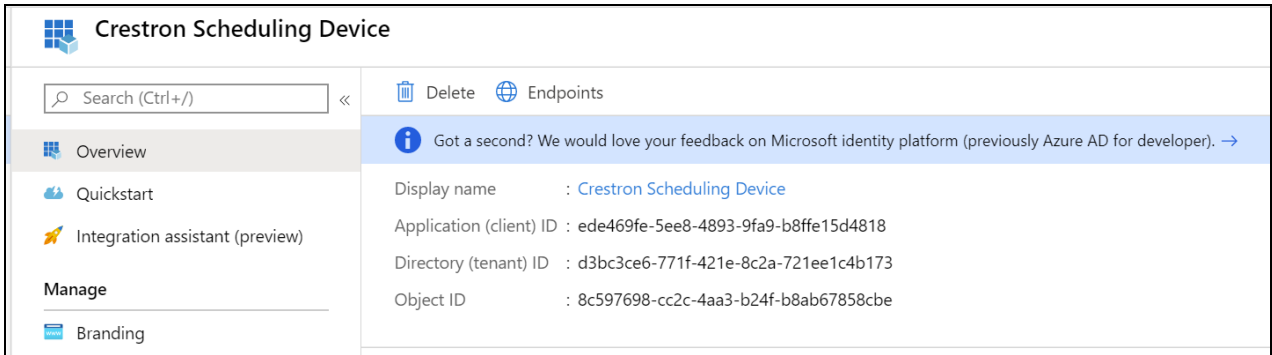 Crestron Scheduling Device
Search (Ctrl+/)
«
Overview
Quickstart
Integration assistant (preview)
Manage
Branding
Delete
Endpoints
Got a second? We would love your feedback on Microsoft identity platform (previously Azure AD for developer). →
Display name : Crestron Scheduling Device
Application (client) ID : ede469fe-5ee8-4893-9fa9-b8ffe15d4818
Directory (tenant) ID : d3bc3ce6-771f-421e-8c2a-721ee1c4b173
Object ID : 8c597698-cc2c-4aa3-b24f-b8ab67858cbe